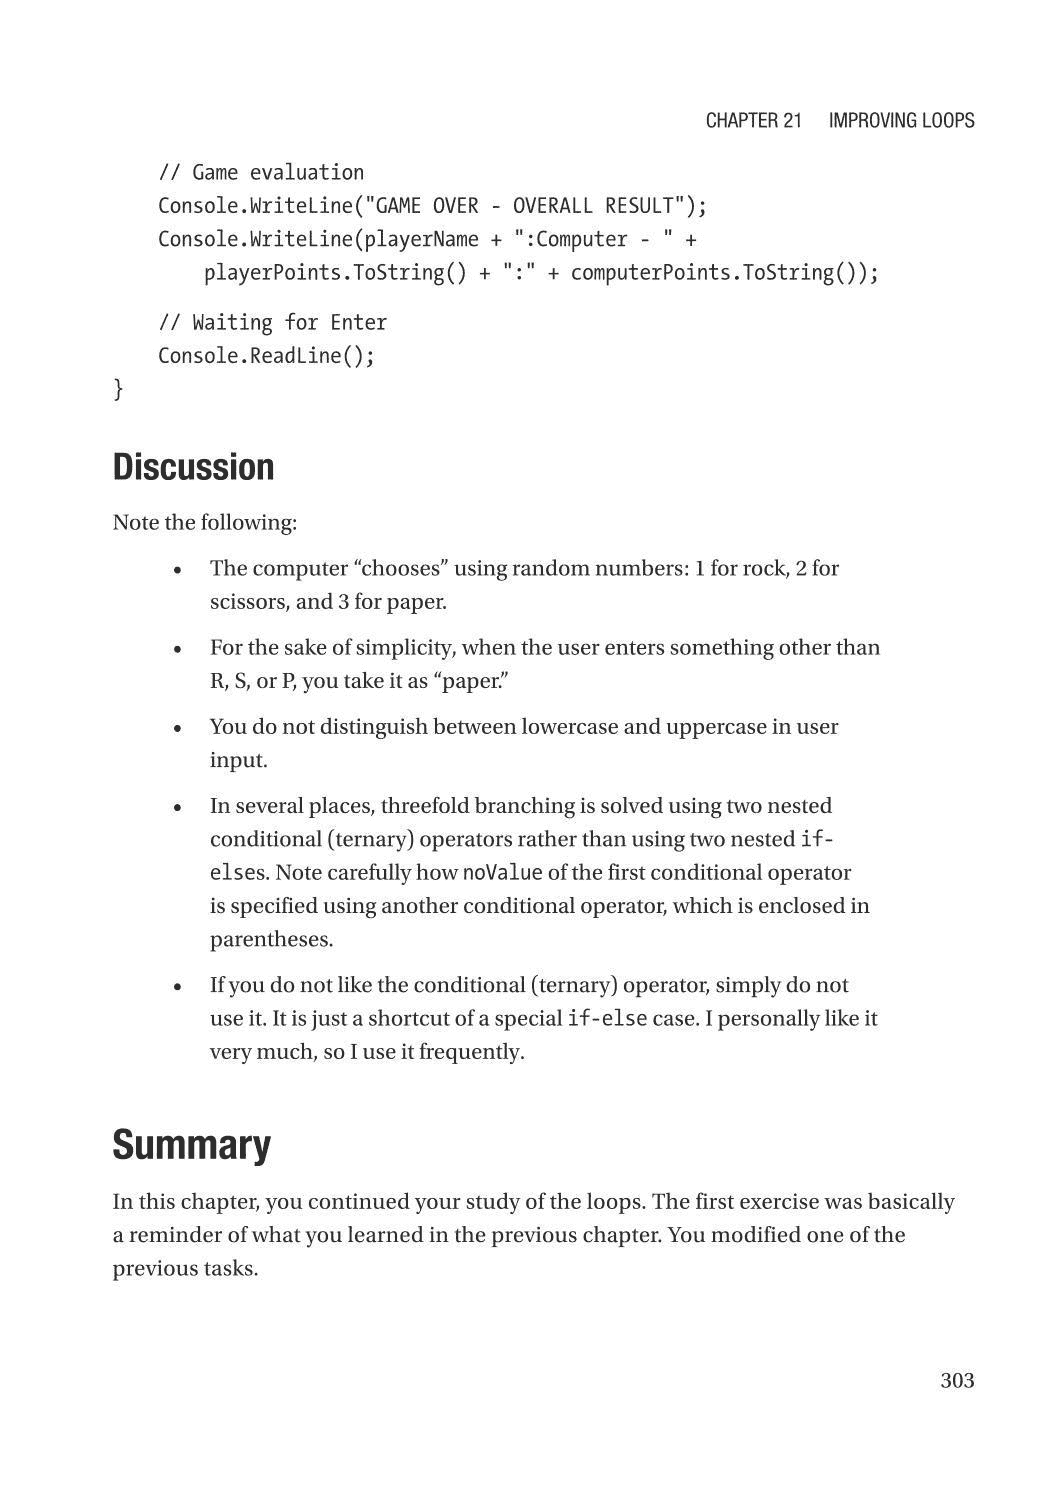 CHAPTER 21 IMPROVING LOOPS
// Game evaluation
Console.WriteLine("GAME OVER - OVERALL RESULT");
Console.WriteLine(playerName + ":Computer - " +
playerPoints.ToString() + ":" + computerPoints.ToString());
// Waiting for Enter
Console.ReadLine();
}
Discussion
Note the following:
• The computer “chooses” using random numbers: 1 for rock, 2 for
scissors, and 3 for paper.
• For the sake of simplicity, when the user enters something other than
R, S, or P, you take it as “paper.”
• You do not distinguish between lowercase and uppercase in user
input.
• In several places, threefold branching is solved using two nested
conditional (ternary) operators rather than using two nested if-
elses. Note carefully how noValue of the first conditional operator
is specified using another conditional operator, which is enclosed in
parentheses.
• If you do not like the conditional (ternary) operator, simply do not
use it. It is just a shortcut of a special if-else case. I personally like it
very much, so I use it frequently.
Summary
In this chapter, you continued your study of the loops. The first exercise was basically
a reminder of what you learned in the previous chapter. You modified one of the
previous tasks.
303